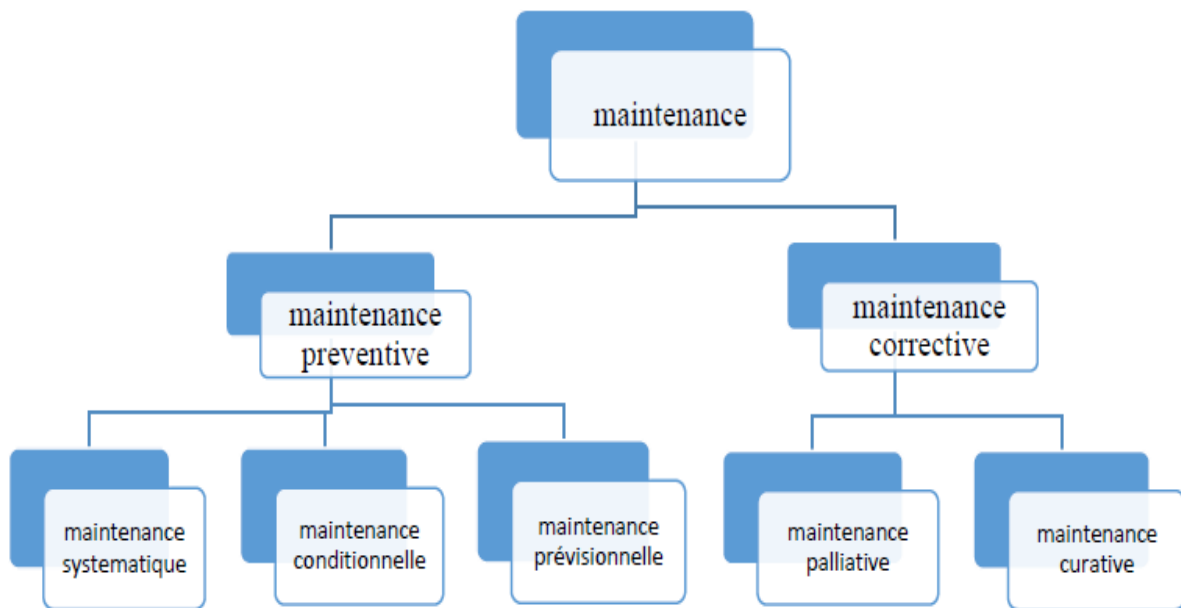 maintenance
maintenance
preventive
maintenance
corrective
maintenance
systematique
maintenance
conditionnelle
maintenance
prévisionnelle
maintenance
palliative
maintenance
curative